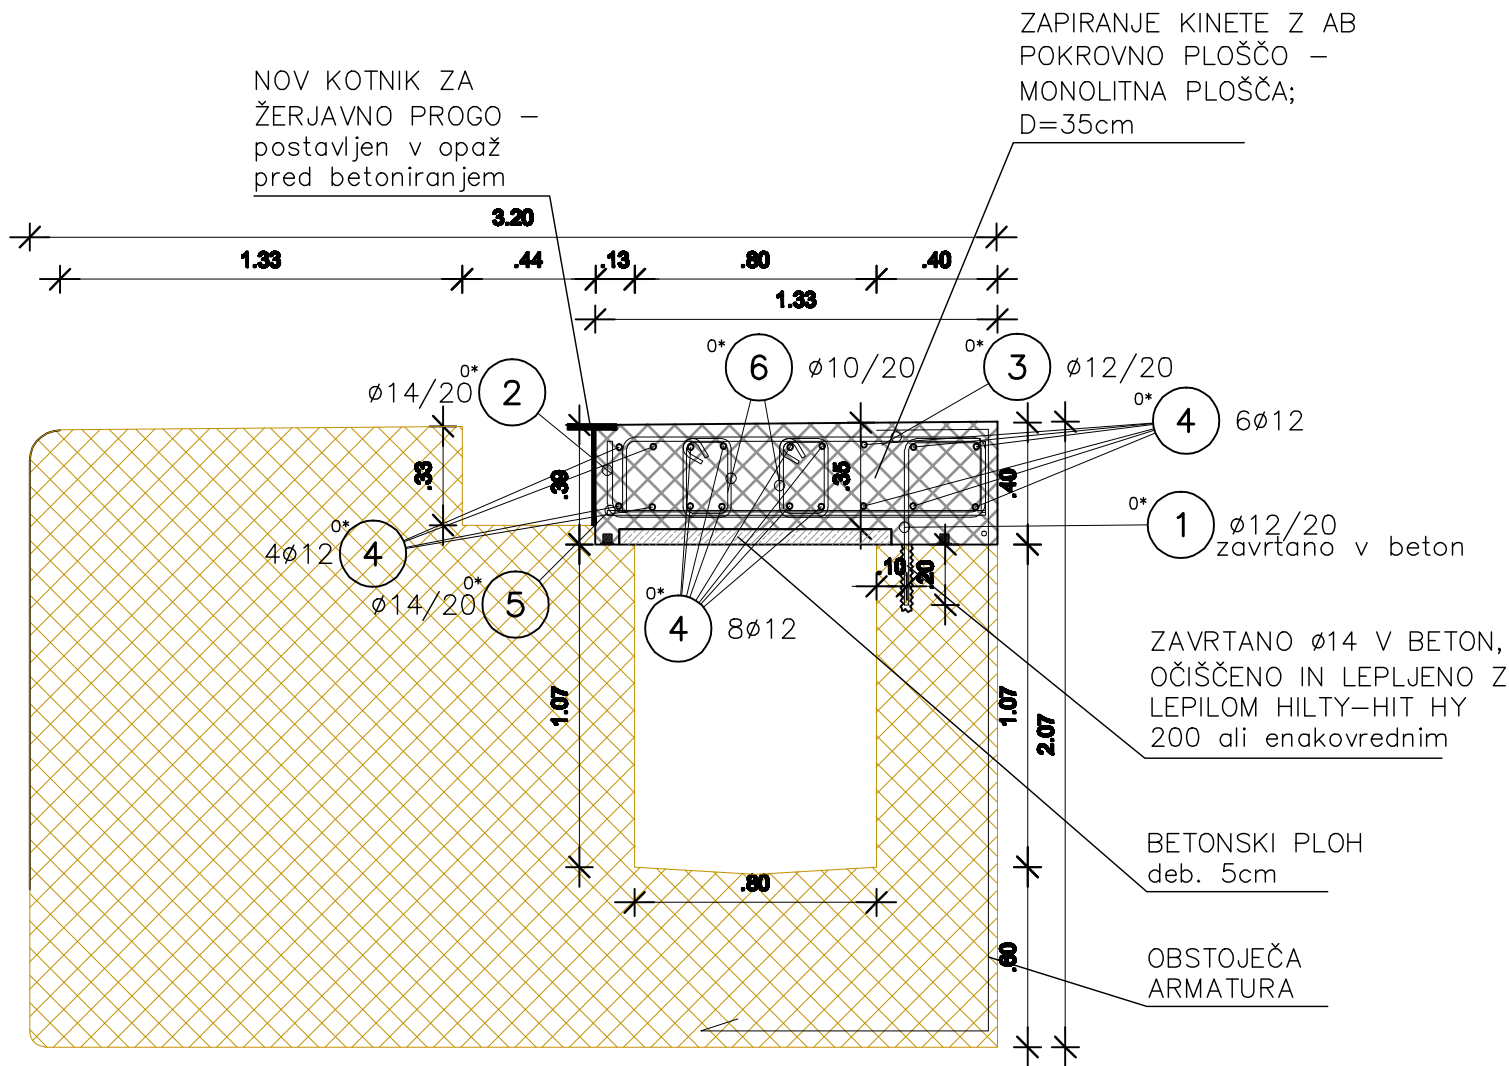 ZAPIRANJE KINETE Z AB
POKROVNO PLOŠČO –
MONOLITNA PLOŠČA;
D=35cm
NOV KOTNIK ZA
ŽERJAVNO PROGO –
postavljen v opaž
pred betoniranjem
3.20
1.33
.44
.13
.80
.40
1.33
0*
6
ø10/20
0*
3
ø12/20
0*
2
ø14/20
0*
4
6ø12
.33
.39
.35
.40
0*
1
ø12/20
zavrtano v beton
0*
4
4ø12
0*
5
ø14/20
0*
4
8ø12
.10
.20
ZAVRTANO ø14 V BETON,
OČIŠČENO IN LEPLJENO Z
LEPILOM HILTY–HIT HY
200 ali enakovrednim
1.07
1.07
2.07
BETONSKI PLOH
deb. 5cm
.80
.60
OBSTOJEČA
ARMATURA